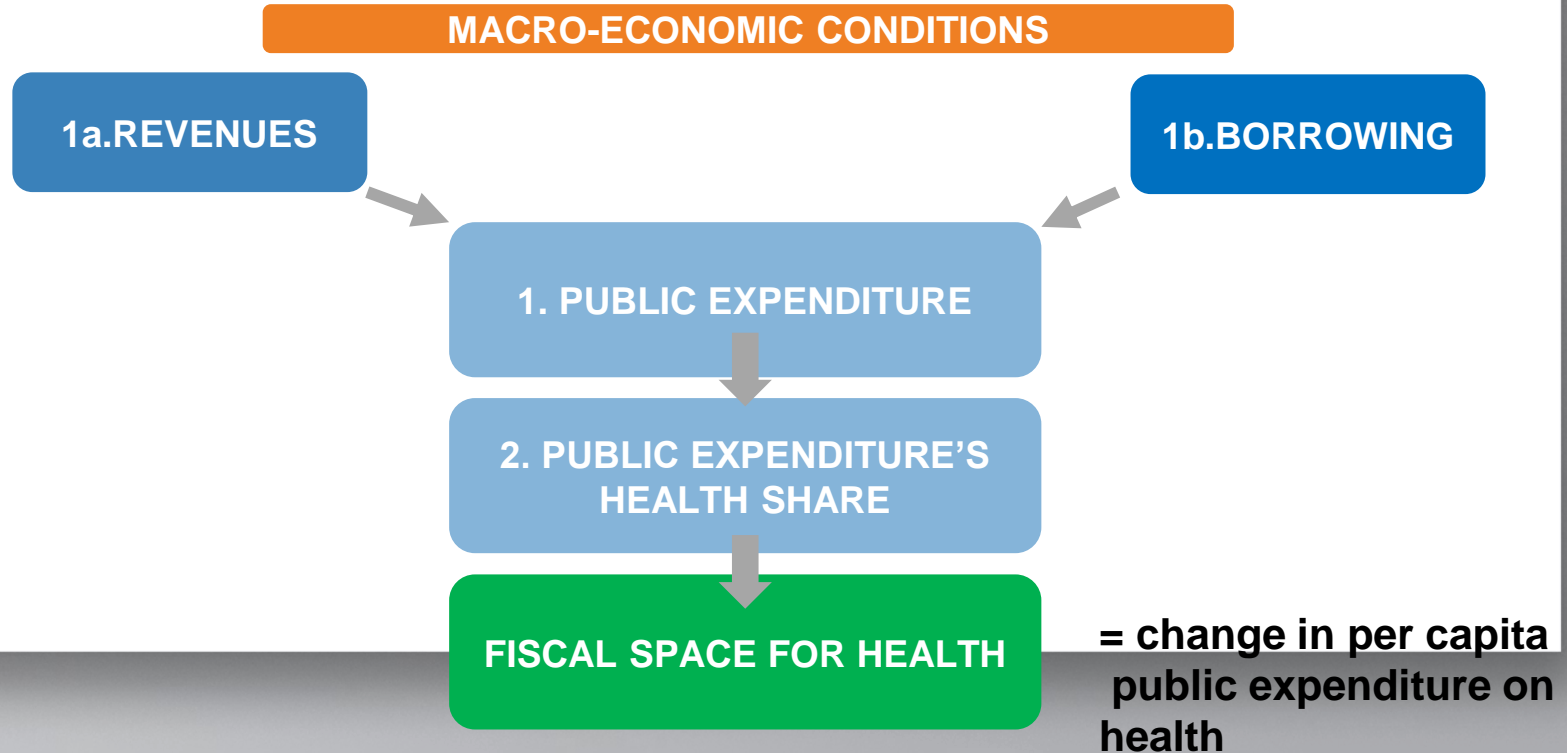 MACRO-ECONOMIC CONDITIONS
1a.REVENUES
1b.BORROWING
1. PUBLIC EXPENDITURE
2. PUBLIC EXPENDITURE’S
HEALTH SHARE
FISCAL SPACE FOR HEALTH
= change in per capita
public expenditure on
health